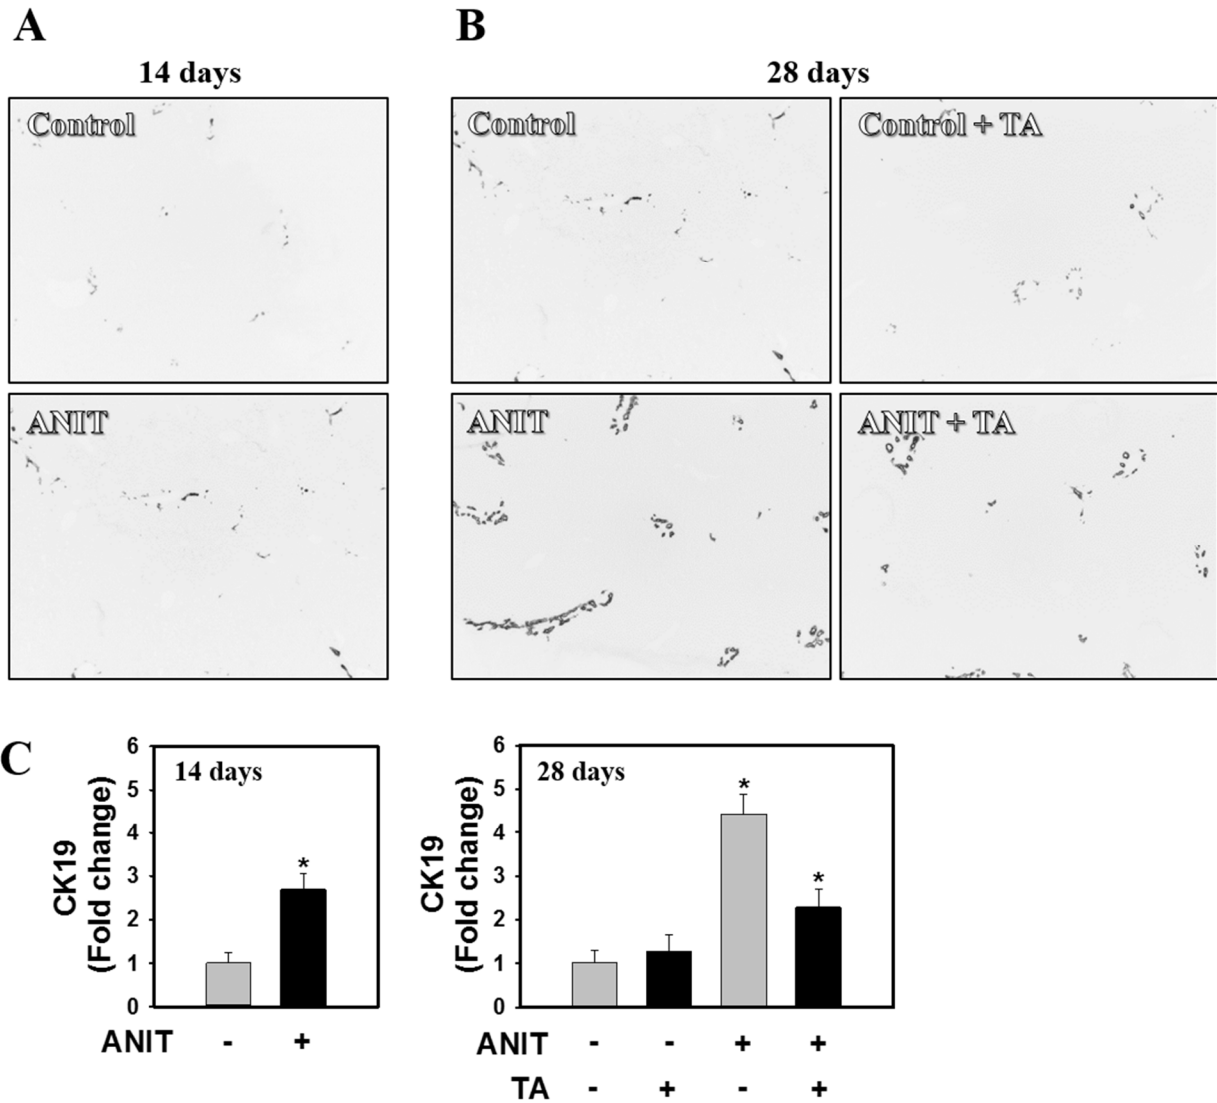 A
B
14 days
28 days
Control
Control
Control + TA
ANIT
ANIT
ANIT + TA
C
CK19
(Fold change)
6
5
4
3
2
1
0
14 days
*
ANIT - +
CK19
(Fold change)
6
5
4
3
2
1
0
28 days
*
*
ANIT - - + +
TA - + - +